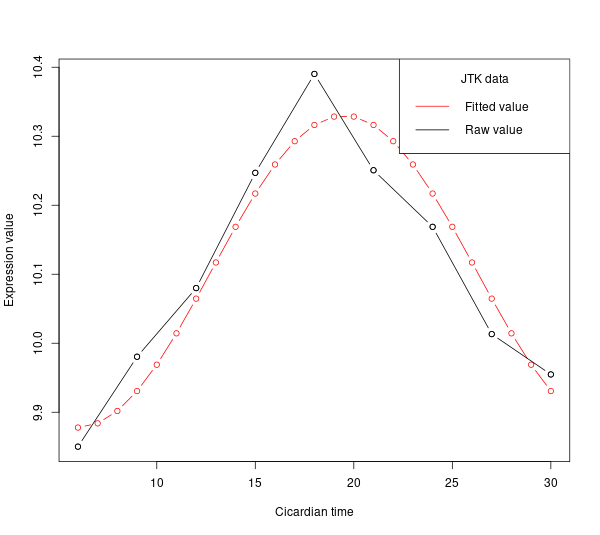 10.4
JTK data
Fitted value
Raw value
10.3
10.2
10.1
10.0
9.9
Expression value
10 15 20 25 30
Cicardian time